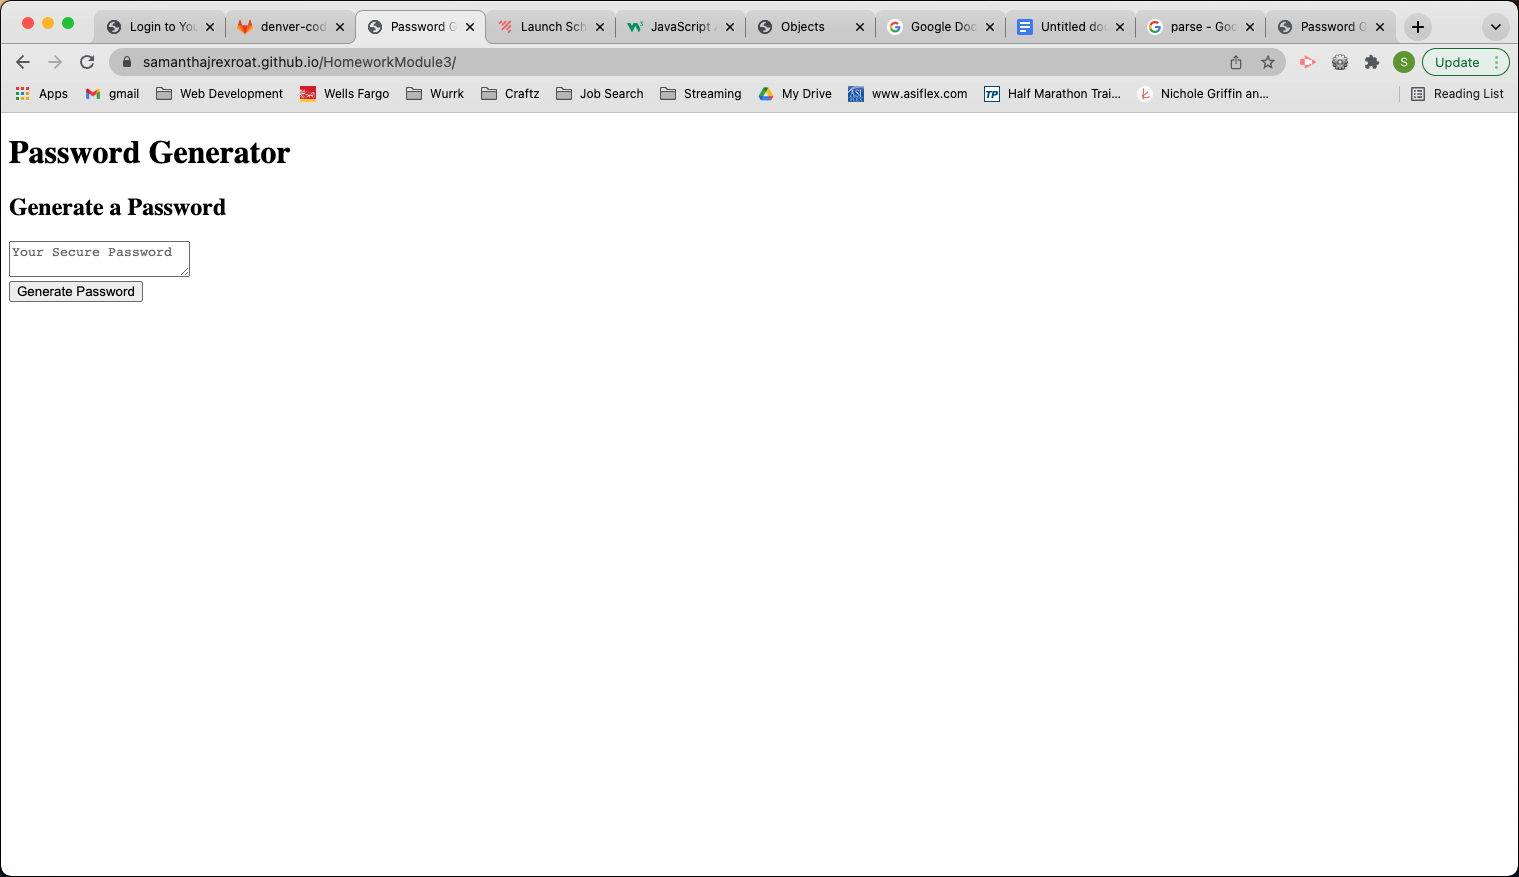 Login to You
denver-cod
Password G
Launch Sch
JavaScript A
Objects
Google Doc
Untitled doc
parse - Goo
Password G
samanthajrexroat.github.io/HomeworkModule3/
S
Update
Apps
gmail
Web Development
Wells Fargo
Wurrk
Craftz
Job Search
Streaming
My Drive
www.asiflex.com
TP
Half Marathon Trai...
Nichole Griffin an...
Reading List
Password Generator
Generate a Password
Your Secure Password
Generate Password